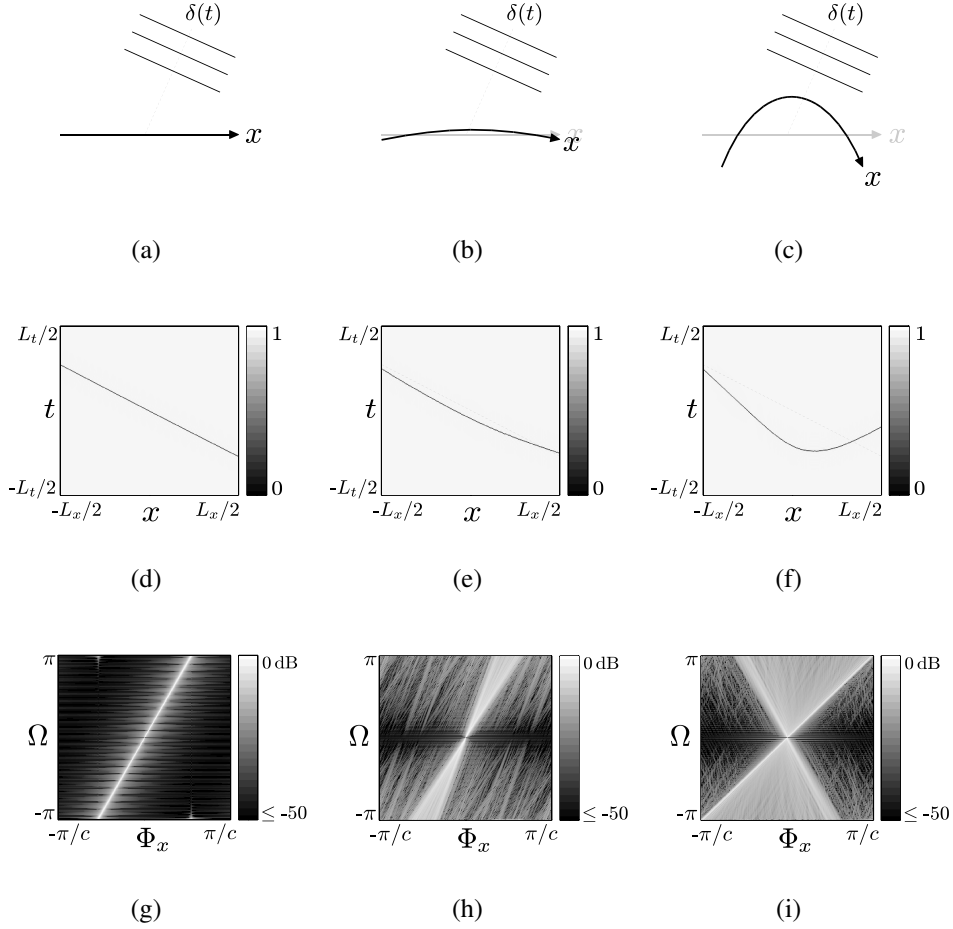 δ(t) δ(t) δ(t)
x x x x x
(a) (b) (c)
L_t/2 1 L_t/2 1 L_t/2 1
t t t
-L_t/2 0 -L_t/2 0 -L_t/2 0
-L_x/2 x L_x/2 -L_x/2 x L_x/2 -L_x/2 x L_x/2
(d) (e) (f)
π 0 dB π 0 dB π 0 dB
Ω Ω Ω
-π ≤ -50 -π ≤ -50 -π ≤ -50
-π/c Φ_x π/c -π/c Φ_x π/c -π/c Φ_x π/c
(g) (h) (i)